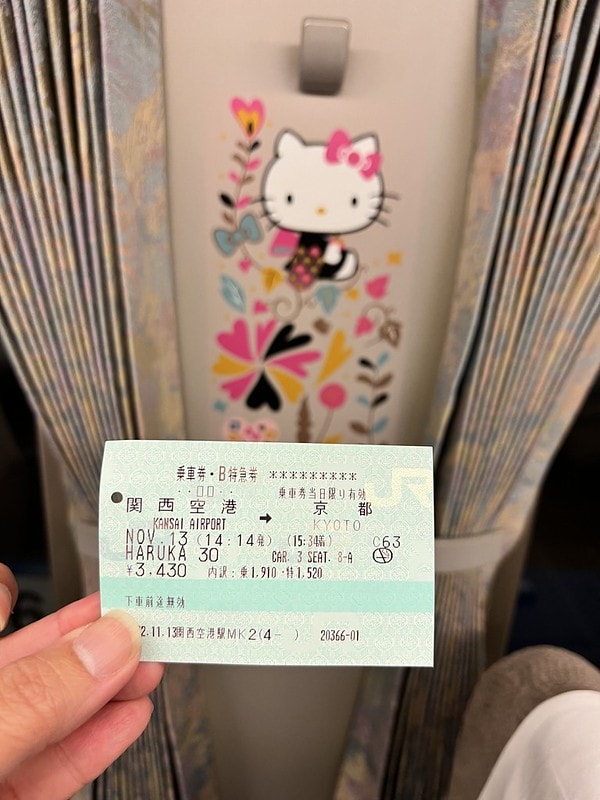 乗車券・B特急券 *********
乗車券当日限り有効
関西空港 → 京都
KANSAI AIRPORT KYOTO
NOV.13 (14:14発) (15:34着) C63
HARUKA 30 CAR. 3 SEAT. 8-A
¥3,430 内訳:乗1,910・特1,520
下車前途無効
2.11.13関西空港駅MK2(4- ) 20366-01
JR